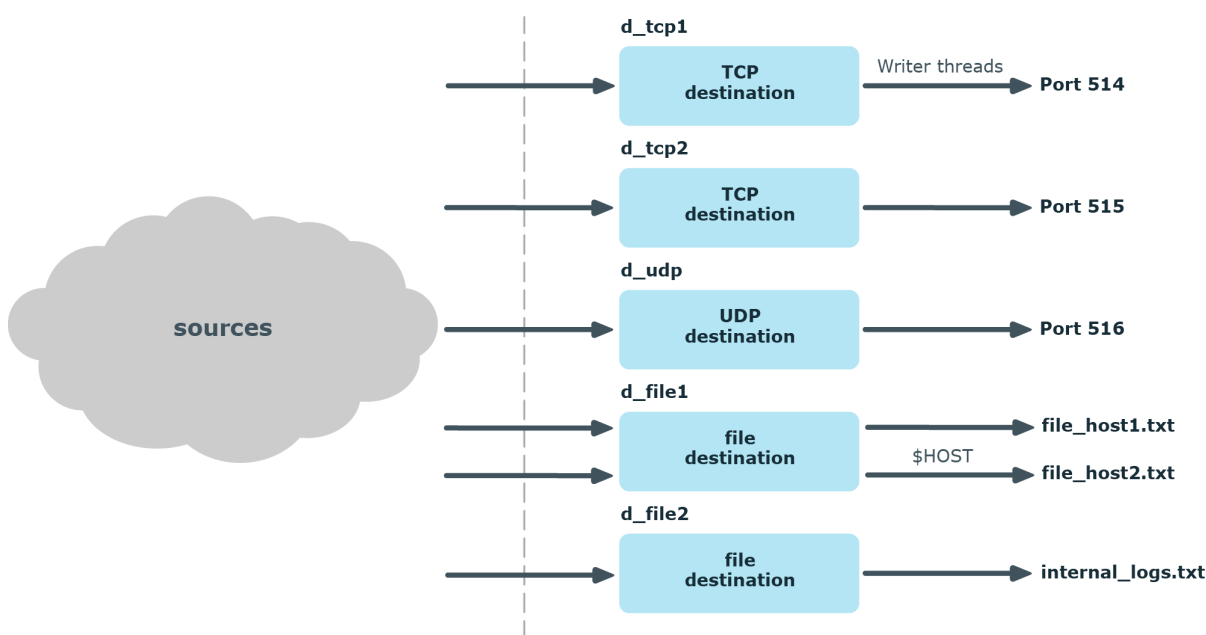 d_tcp1
TCP
destination
Writer threads
Port 514
d_tcp2
TCP
destination
Port 515
d_udp
sources
UDP
destination
Port 516
d_file1
file
destination
file_host1.txt
$HOST
file_host2.txt
d_file2
file
destination
internal_logs.txt